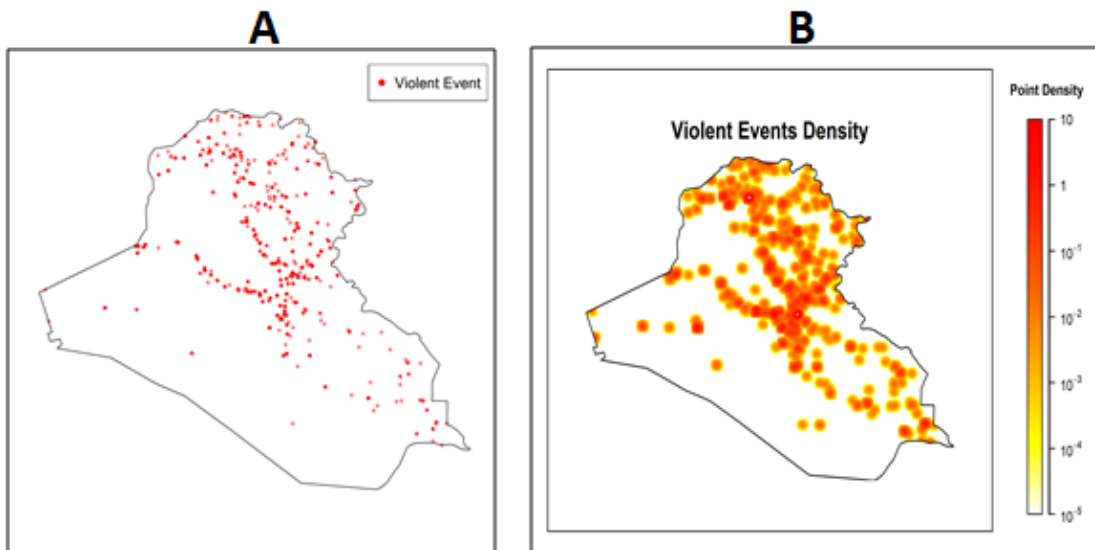 A
B
Violent Event
Violent Events Density
Point Density
10
1
10⁻¹
10⁻²
10⁻³
10⁻⁴
10⁻⁵